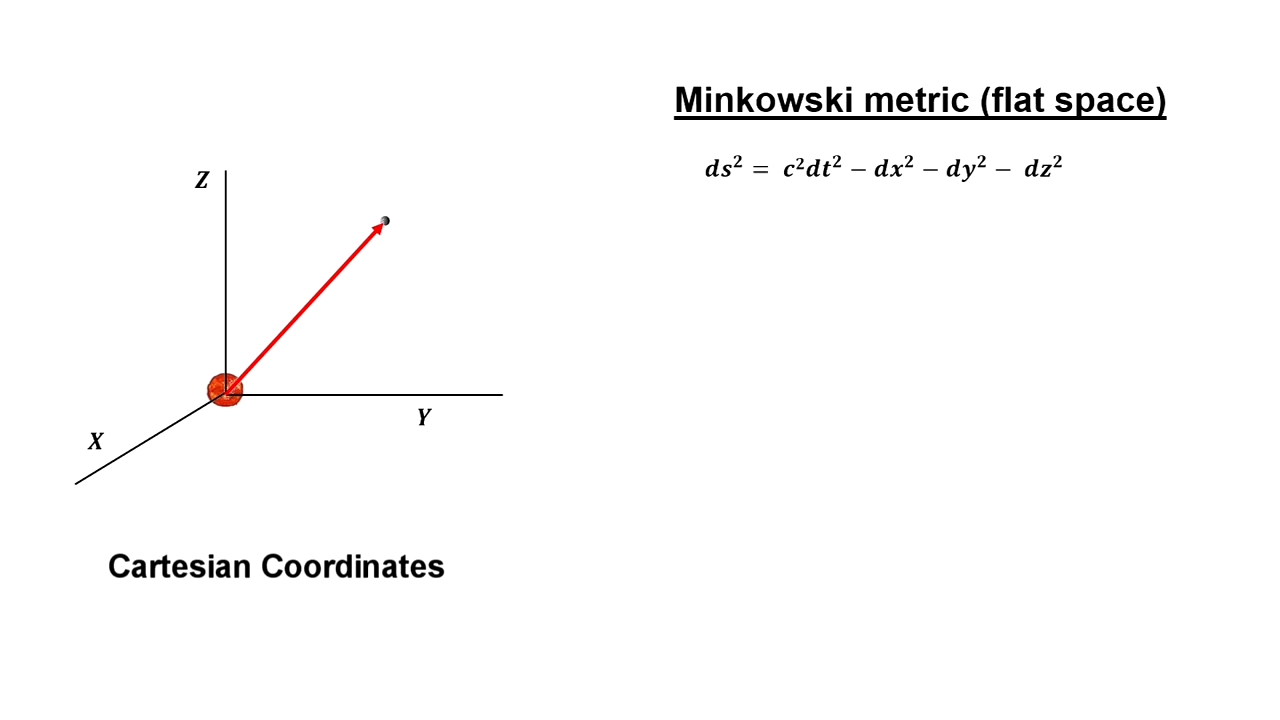 Minkowski metric (flat space)
ds² = c²dt² − dx² − dy² − dz²
Z
Y
X
Cartesian Coordinates